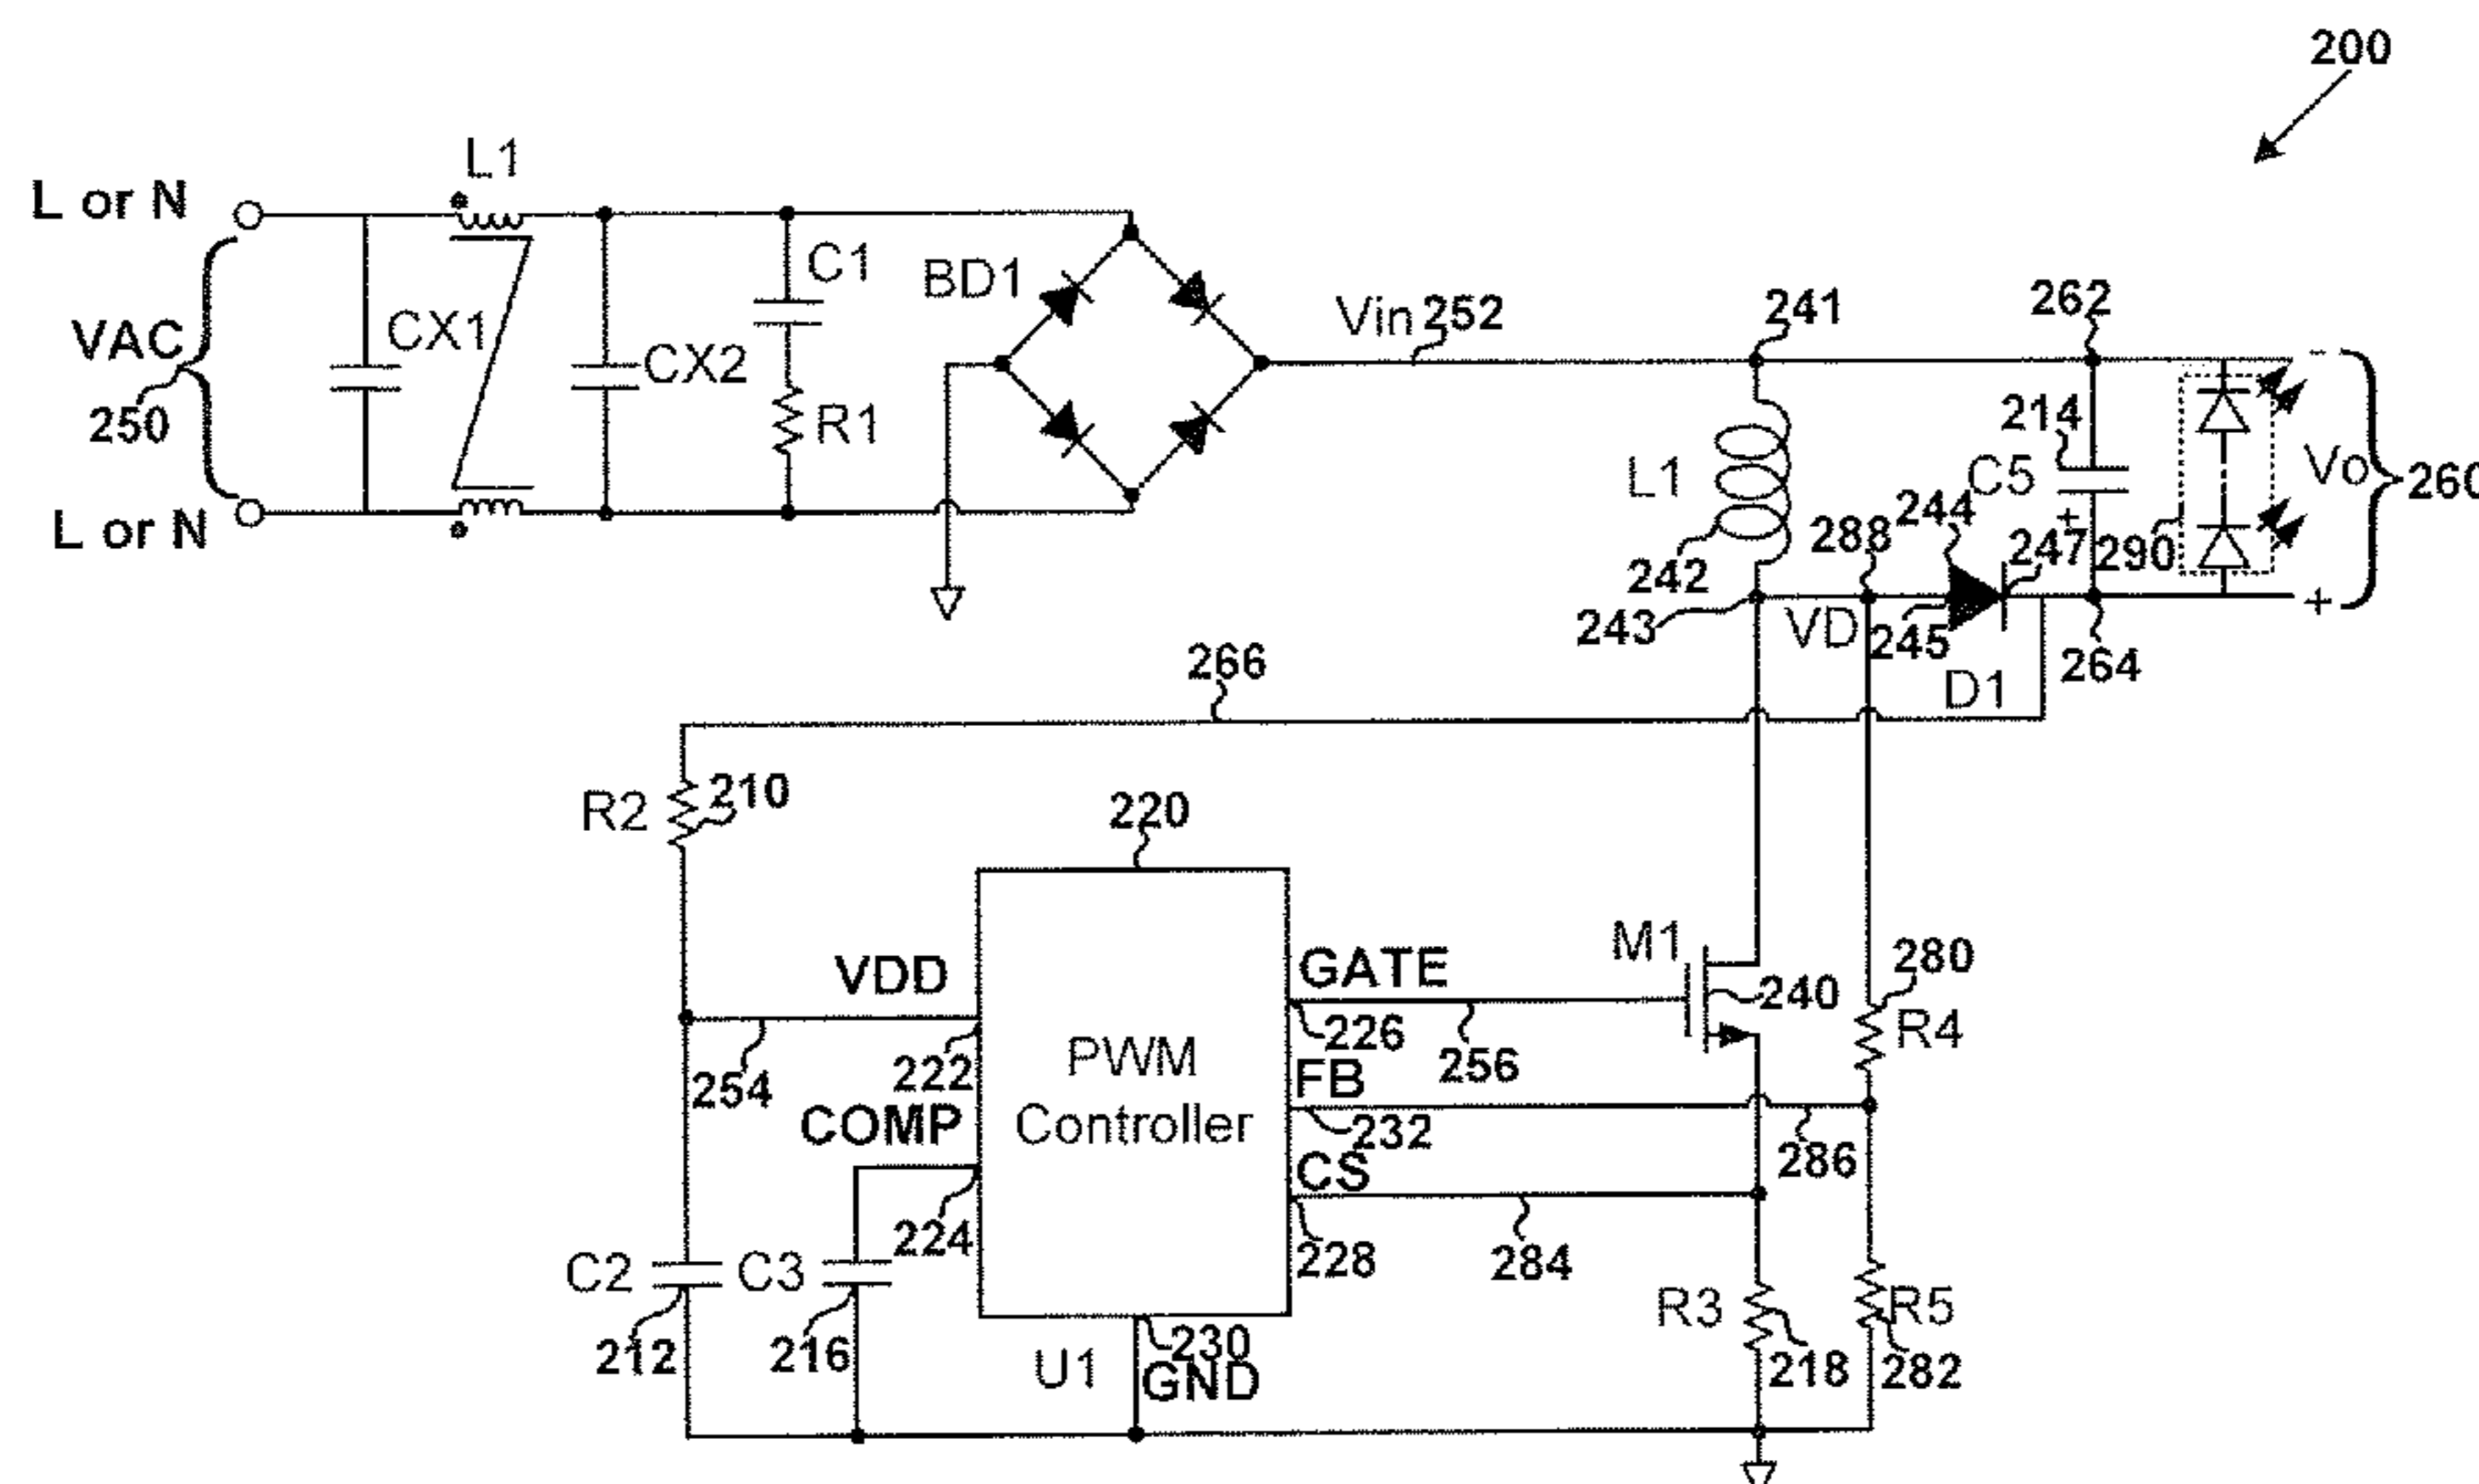 200
L1
L or N
C1
BD1
Vin 252
241
262
-
CX1
VAC
CX2
250
R1
214
L1
C5
Vo
260
244
+
288
247
290
L or N
242
243
VD
245
+
264
266
D1
R2
210
220
VDD
GATE
M1
240
280
226
R4
PWM
Controller
222
254
256
FB
COMP
232
286
CS
224
228
284
C2
C3
R3
R5
212
216
230
218
282
U1
GND